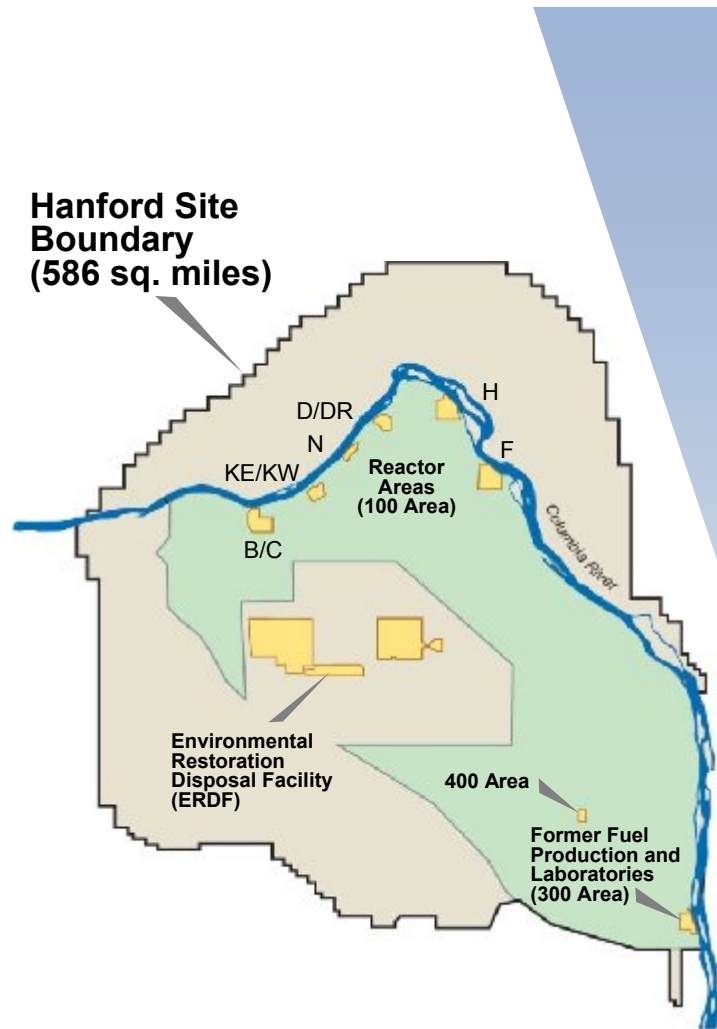 Hanford Site
Boundary
(586 sq. miles)
H
D/DR
N
F
KE/KW
Reactor
Areas
(100 Area)
B/C
Columbia River
Environmental
Restoration
Disposal Facility
(ERDF)
400 Area
Former Fuel
Production and
Laboratories
(300 Area)